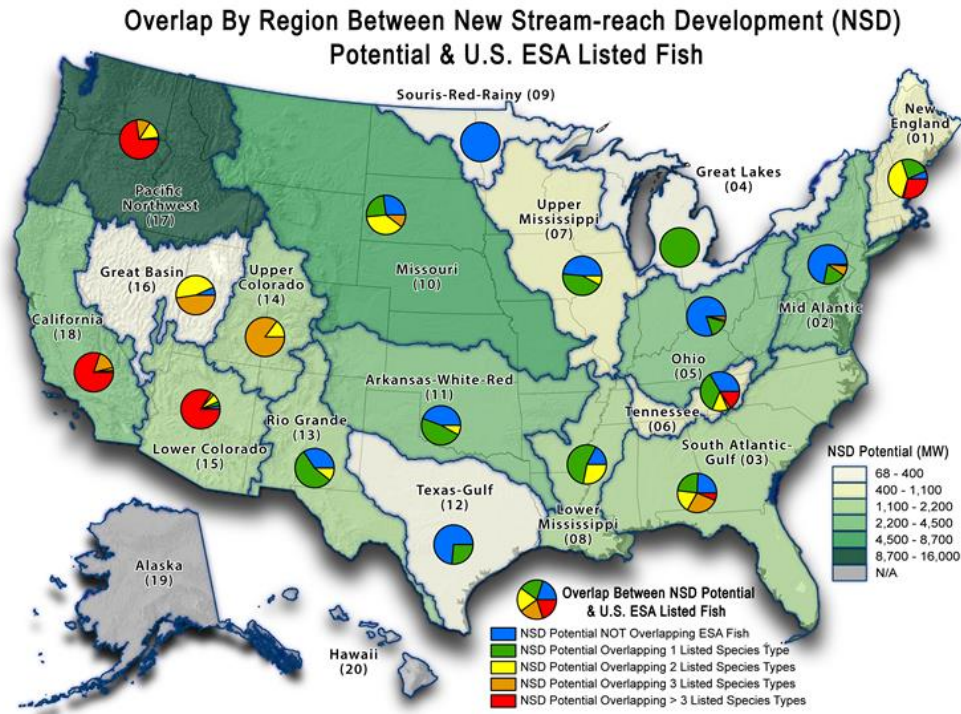 Overlap By Region Between New Stream-reach Development (NSD)
Potential & U.S. ESA Listed Fish
Souris-Red-Rainy (09)
New
England
(01)
Great Lakes
(04)
Pacific
Northwest
(17)
Upper
Mississippi
(07)
Great Basin
(16)
Upper
Colorado
(14)
Missouri
(10)
Mid Alantic
(02)
California
(18)
Ohio
(05)
Arkansas-White-Red
(11)
Tennessee
(06)
Lower Colorado
(15)
Rio Grande
(13)
South Atlantic-
Gulf (03)
Texas-Gulf
(12)
Lower
Mississippi
(08)
Alaska
(19)
Hawaii
(20)
NSD Potential (MW)
68 - 400
400 - 1,100
1,100 - 2,200
2,200 - 4,500
4,500 - 8,700
8,700 - 16,000
N/A
Overlap Between NSD Potential
& U.S. ESA Listed Fish
NSD Potential NOT Overlapping ESA Fish
NSD Potential Overlapping 1 Listed Species Type
NSD Potential Overlapping 2 Listed Species Types
NSD Potential Overlapping 3 Listed Species Types
NSD Potential Overlapping > 3 Listed Species Types